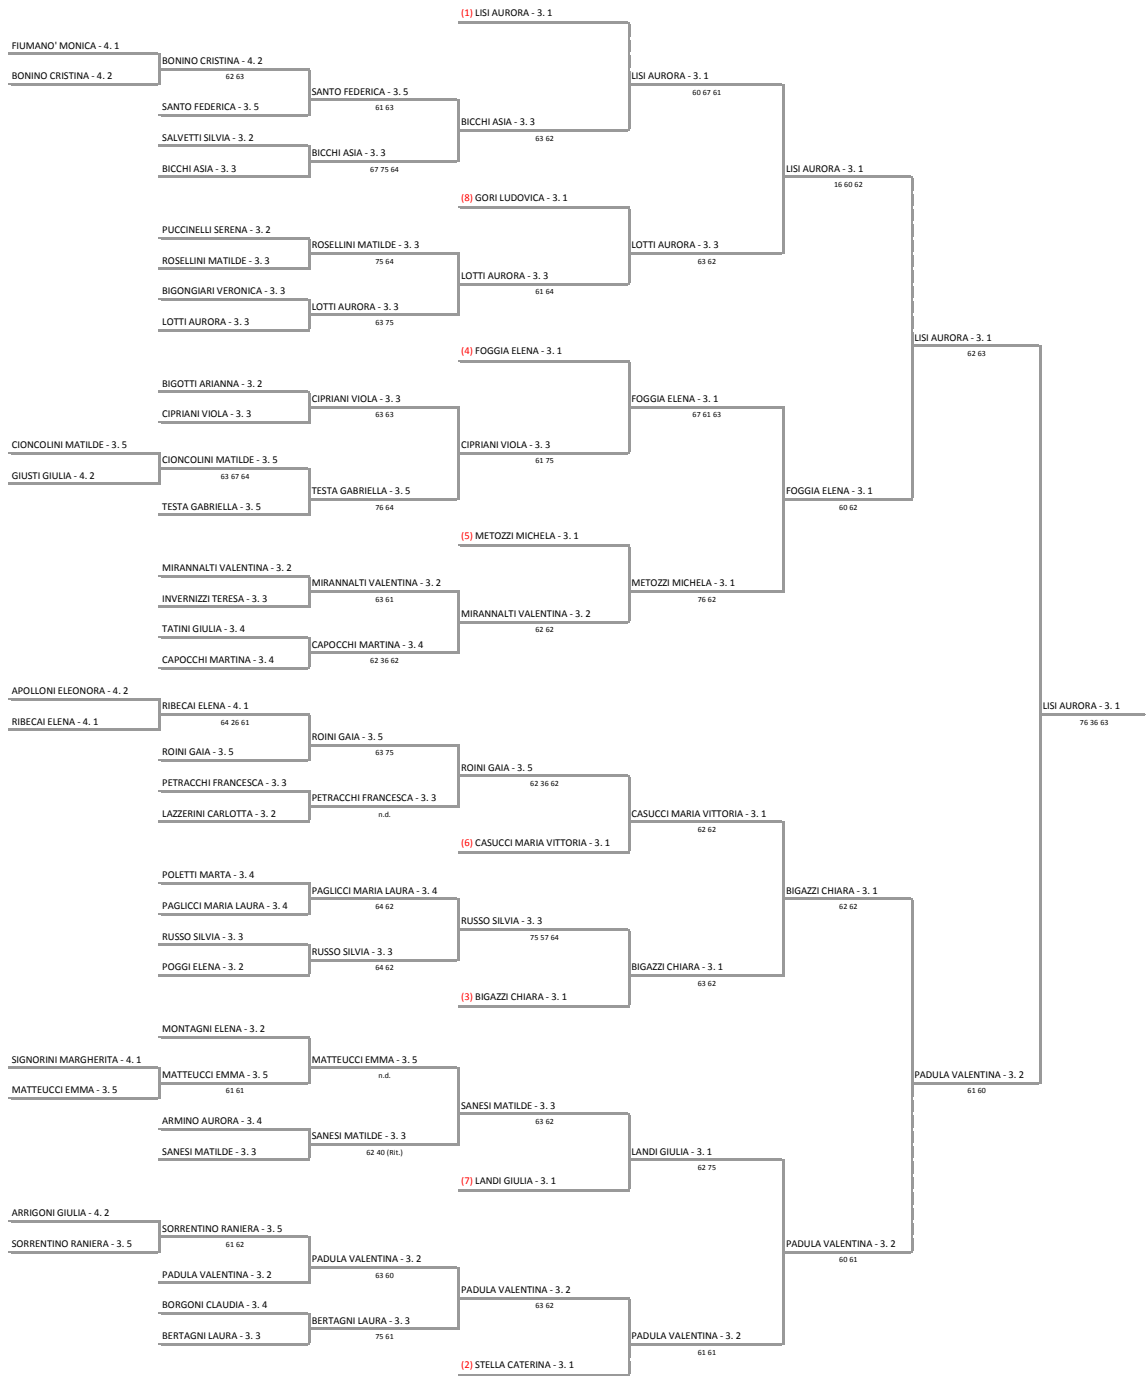 (1) LISI AURORA - 3. 1
FIUMANO' MONICA - 4. 1
BONINO CRISTINA - 4. 2
BONINO CRISTINA - 4. 2
62 63
LISI AURORA - 3. 1
60 67 61
SANTO FEDERICA - 3. 5
61 63
SANTO FEDERICA - 3. 5
BICCHI ASIA - 3. 3
63 62
SALVETTI SILVIA - 3. 2
BICCHI ASIA - 3. 3
67 75 64
BICCHI ASIA - 3. 3
LISI AURORA - 3. 1
16 60 62
(8) GORI LUDOVICA - 3. 1
PUCCINELLI SERENA - 3. 2
ROSELLINI MATILDE - 3. 3
75 64
LOTTI AURORA - 3. 3
63 62
ROSELLINI MATILDE - 3. 3
LOTTI AURORA - 3. 3
61 64
BIGONGIARI VERONICA - 3. 3
LOTTI AURORA - 3. 3
63 75
LOTTI AURORA - 3. 3
LISI AURORA - 3. 1
62 63
(4) FOGGIA ELENA - 3. 1
BIGOTTI ARIANNA - 3. 2
CIPRIANI VIOLA - 3. 3
63 63
FOGGIA ELENA - 3. 1
67 61 63
CIPRIANI VIOLA - 3. 3
CIONCOLINI MATILDE - 3. 5
CIPRIANI VIOLA - 3. 3
61 75
CIONCOLINI MATILDE - 3. 5
63 67 64
GIUSTI GIULIA - 4. 2
TESTA GABRIELLA - 3. 5
76 64
FOGGIA ELENA - 3. 1
60 62
TESTA GABRIELLA - 3. 5
(5) METOZZI MICHELA - 3. 1
MIRANNALTI VALENTINA - 3. 2
MIRANNALTI VALENTINA - 3. 2
63 61
METOZZI MICHELA - 3. 1
76 62
INVERNIZZI TERESA - 3. 3
MIRANNALTI VALENTINA - 3. 2
62 62
TATINI GIULIA - 3. 4
CAPOCCHI MARTINA - 3. 4
62 36 62
CAPOCCHI MARTINA - 3. 4
APOLLONI ELEONORA - 4. 2
RIBECAI ELENA - 4. 1
64 26 61
LISI AURORA - 3. 1
76 36 63
RIBECAI ELENA - 4. 1
ROINI GAIA - 3. 5
63 75
ROINI GAIA - 3. 5
ROINI GAIA - 3. 5
62 36 62
PETRACCHI FRANCESCA - 3. 3
PETRACCHI FRANCESCA - 3. 3
n.d.
LAZZERINI CARLOTTA - 3. 2
CASUCCI MARIA VITTORIA - 3. 1
62 62
(6) CASUCCI MARIA VITTORIA - 3. 1
POLETTI MARTA - 3. 4
PAGLICCI MARIA LAURA - 3. 4
64 62
BIGAZZI CHIARA - 3. 1
62 62
PAGLICCI MARIA LAURA - 3. 4
RUSSO SILVIA - 3. 3
75 57 64
RUSSO SILVIA - 3. 3
RUSSO SILVIA - 3. 3
64 62
POGGI ELENA - 3. 2
BIGAZZI CHIARA - 3. 1
63 62
(3) BIGAZZI CHIARA - 3. 1
MONTAGNI ELENA - 3. 2
SIGNORINI MARGHERITA - 4. 1
MATTEUCCI EMMA - 3. 5
n.d.
MATTEUCCI EMMA - 3. 5
61 61
PADULA VALENTINA - 3. 2
61 60
MATTEUCCI EMMA - 3. 5
SANESI MATILDE - 3. 3
63 62
ARMINO AURORA - 3. 4
SANESI MATILDE - 3. 3
62 40 (Rit.)
SANESI MATILDE - 3. 3
LANDI GIULIA - 3. 1
62 75
(7) LANDI GIULIA - 3. 1
ARRIGONI GIULIA - 4. 2
SORRENTINO RANIERA - 3. 5
61 62
SORRENTINO RANIERA - 3. 5
PADULA VALENTINA - 3. 2
60 61
PADULA VALENTINA - 3. 2
63 60
PADULA VALENTINA - 3. 2
PADULA VALENTINA - 3. 2
63 62
BORGONI CLAUDIA - 3. 4
BERTAGNI LAURA - 3. 3
75 61
BERTAGNI LAURA - 3. 3
PADULA VALENTINA - 3. 2
61 61
(2) STELLA CATERINA - 3. 1